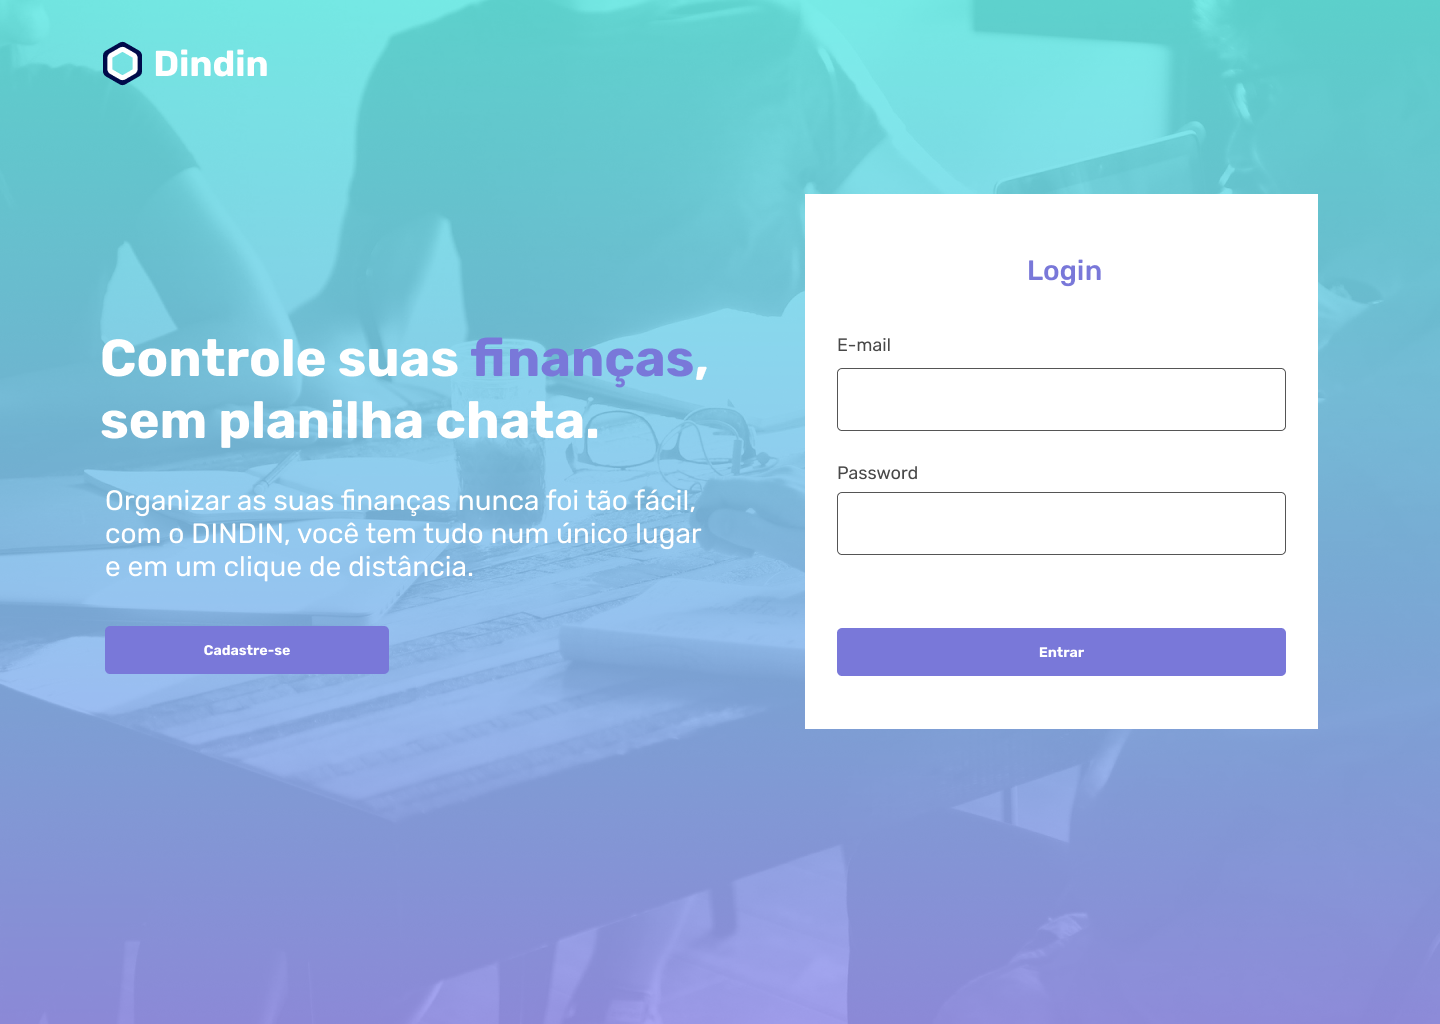 Dindin
Controle suas finanças,
sem planilha chata.
Organizar as suas finanças nunca foi tão fácil,
com o DINDIN, você tem tudo num único lugar
e em um clique de distância.
Cadastre-se
Login
E-mail
Password
Entrar